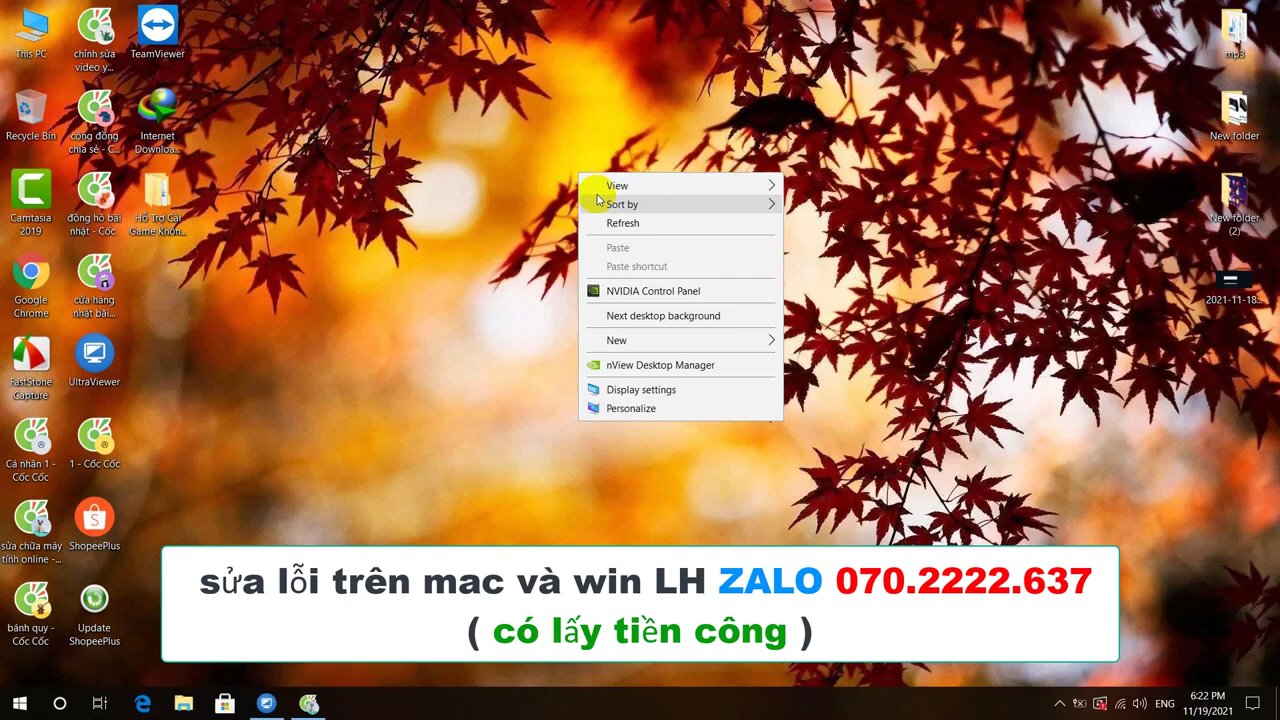 This PC
chỉnh sửa
video y...
TeamViewer
Recycle Bin
cộng đồng
chia sẻ - C...
Internet
Downloa...
Camtasia
2019
đồng hồ bãi
nhật - Cốc
Hỗ Trợ Cài
Game Khôn...
Google
Chrome
cửa hàng
nhật bãi...
FastStone
Capture
UltraViewer
Cá nhân 1 -
Cốc Cốc
1 - Cốc Cốc
sửa chữa máy
tính online -...
ShopeePlus
bánh quy -
Cốc Cốc
Update
ShopeePlus
mp3
New folder
New folder
(2)
2021-11-18...
View
Sort by
Refresh
Paste
Paste shortcut
NVIDIA Control Panel
Next desktop background
New
nView Desktop Manager
Display settings
Personalize
sửa lỗi trên mac và win LH ZALO 070.2222.637
( có lấy tiền công )
ENG
6:22 PM
11/19/2021